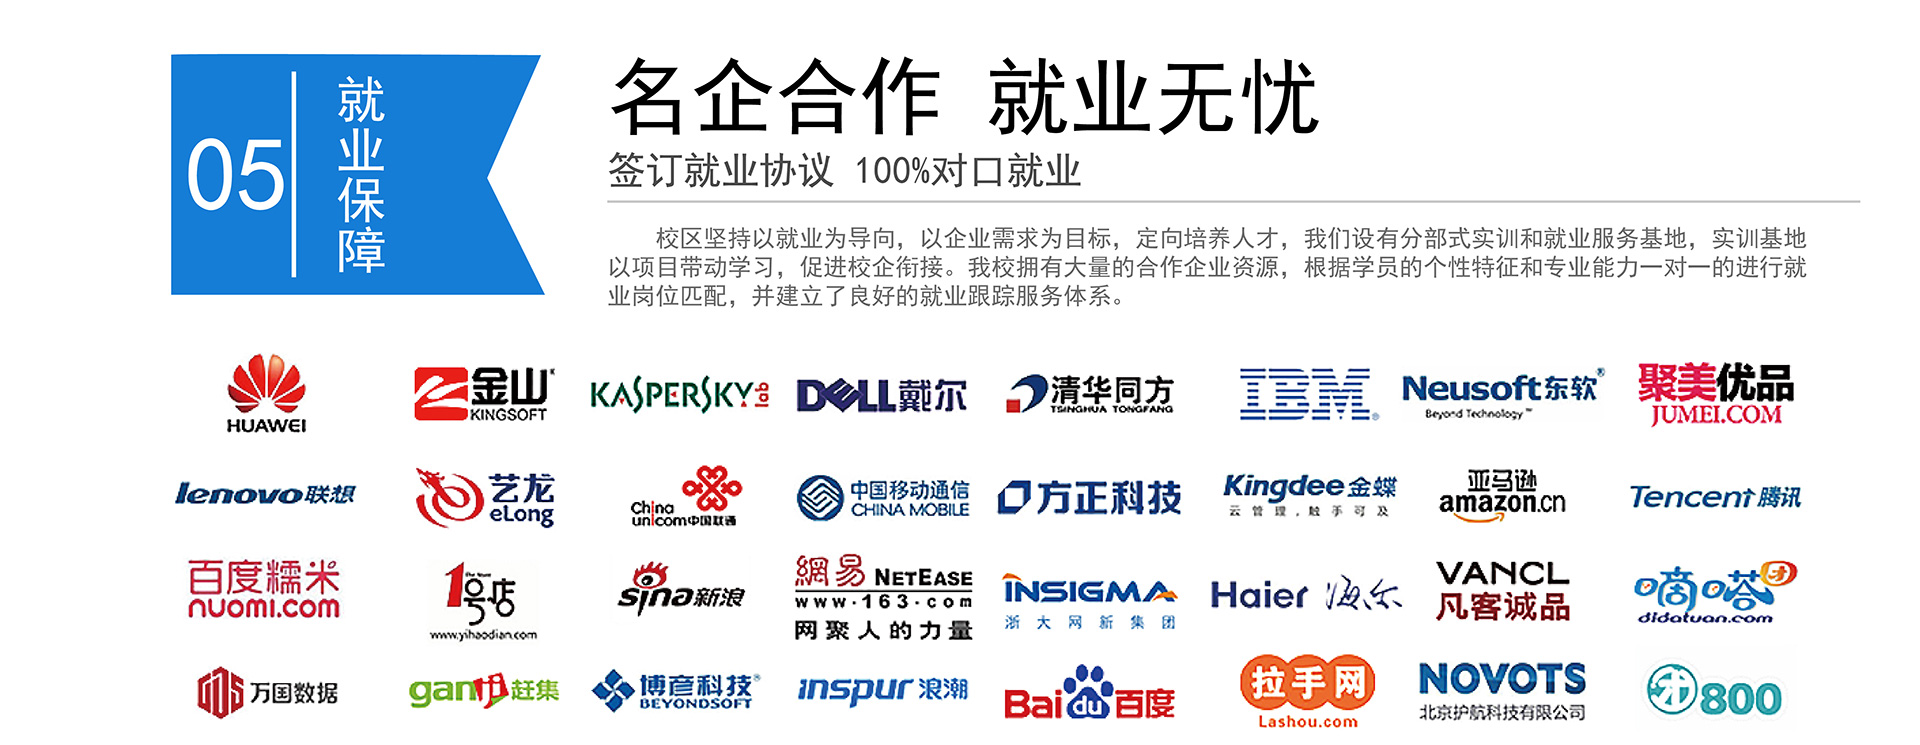 05
就业保障
名企合作 就业无忧
签订就业协议 100%对口就业
校区坚持以就业为导向，以企业需求为目标，定向培养人才，我们设有分部式实训和就业服务基地，实训基地
以项目带动学习，促进校企衔接。我校拥有大量的合作企业资源，根据学员的个性特征和专业能力一对一的进行就
业岗位匹配，并建立了良好的就业跟踪服务体系。
HUAWEI
金山
KINGSOFT
KASPERSKY lab
DELL戴尔
清华同方
TSINGHUA TONGFANG
IBM
Neusoft东软
Beyond Technology™
聚美优品
JUMEI.COM
lenovo联想
艺龙
eLong
China
unicom中国联通
中国移动通信
CHINA MOBILE
方正科技
Kingdee金蝶
云管理，触手可及
亚马逊
amazon.cn
Tencent腾讯
百度糯米
nuomi.com
1号店
www.yihaodian.com
sina新浪
網易 NETEASE
www.163.com
网聚人的力量
INSIGMA
浙大网新集团
Haier 海尔
VANCL
凡客诚品
嘀嗒团
didatuan.com
万国数据
ganji赶集
博彦科技
BEYONDSOFT
inspur 浪潮
Bai du 百度
拉手网
Lashou.com
NOVOTS
北京护航科技有限公司
团800